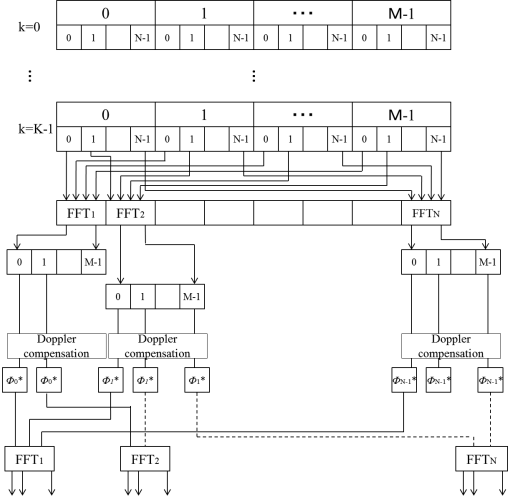 0 1 ··· M-1
k=0
0 1 N-1 0 1 N-1 0 1 N-1 0 1 N-1
⋮ ⋮
0 1 ··· M-1
k=K-1
0 1 N-1 0 1 N-1 0 1 N-1 0 1 N-1
FFT1 FFT2 FFTN
0 1 M-1 0 1 M-1
0 1 M-1
Doppler Doppler Doppler
compensation compensation compensation
Φ0* Φ0* Φ1* Φ1* Φ1* ΦN-1* ΦN-1* ΦN-1*
FFT1 FFT2 FFTN